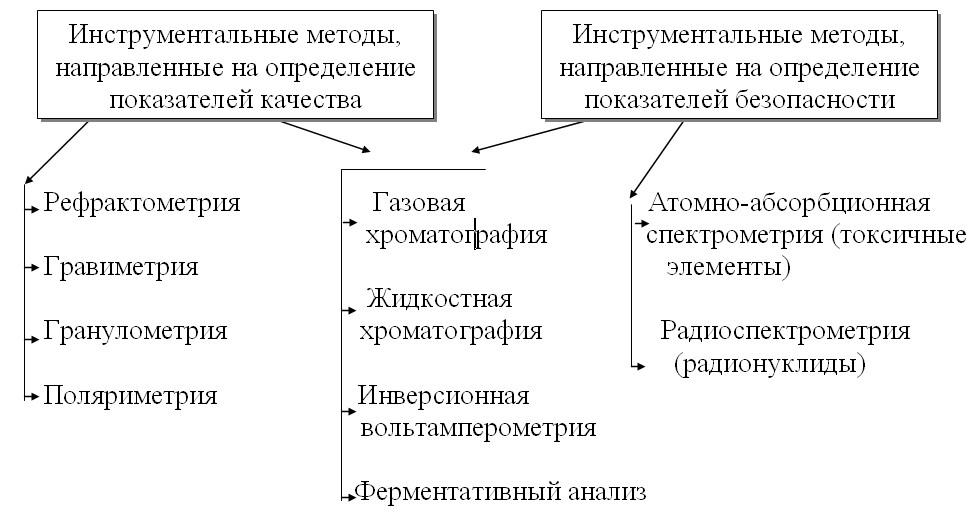 Инструментальные методы,
направленные на определение
показателей качества
Инструментальные методы,
направленные на определение
показателей безопасности
Рефрактометрия
Гравиметрия
Гранулометрия
Поляриметрия
Газовая
хроматография
Жидкостная
хроматография
Инверсионная
вольтамперометрия
Ферментативный анализ
Атомно-абсорбционная
спектрометрия (токсичные
элементы)
Радиоспектрометрия
(радионуклиды)